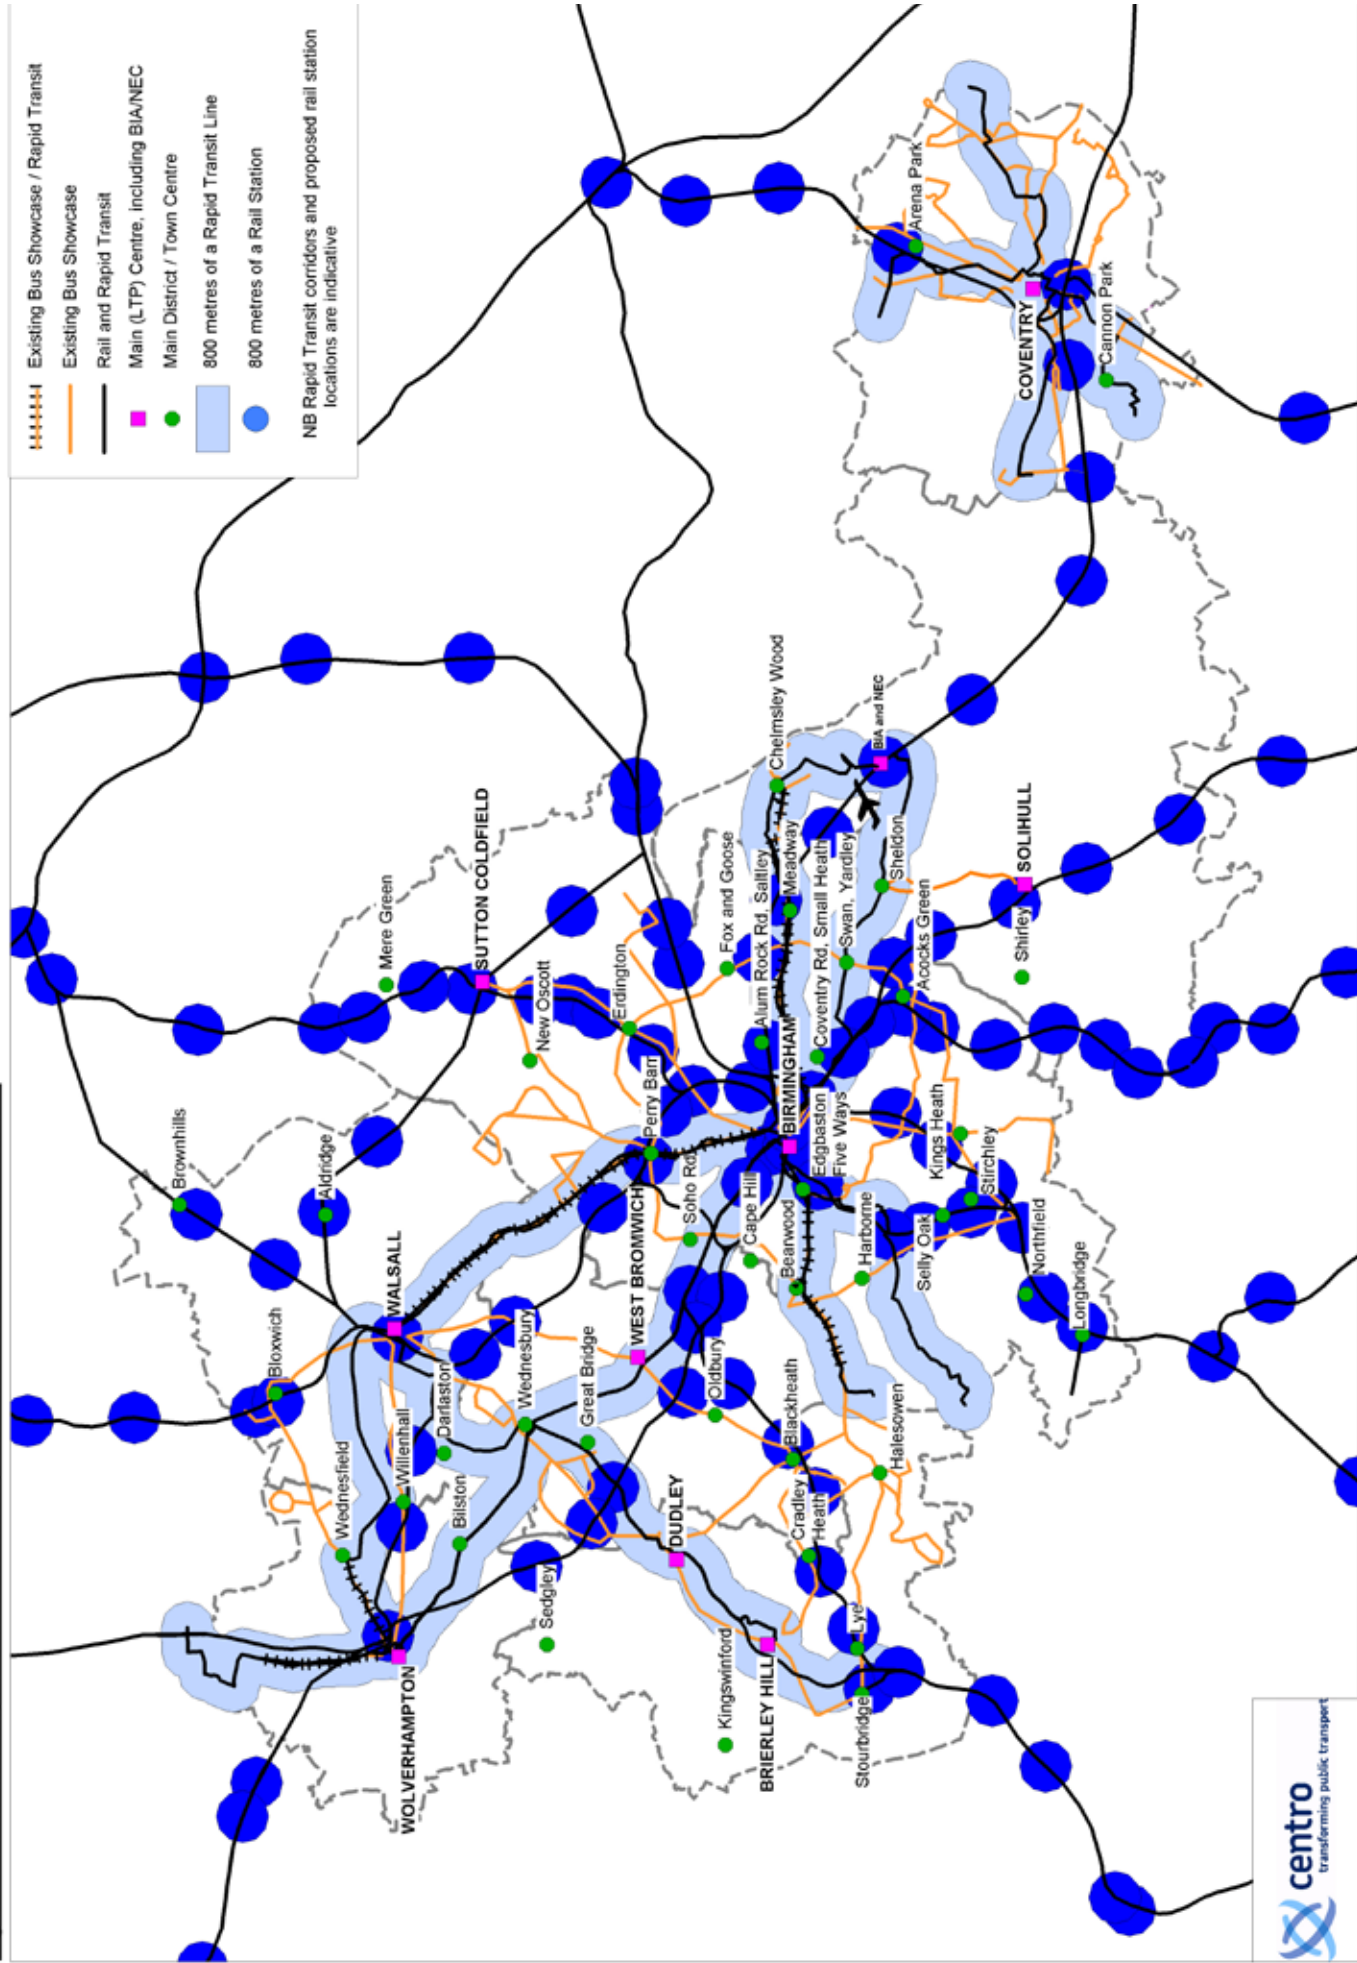 Existing Bus Showcase / Rapid Transit
Existing Bus Showcase
Rail and Rapid Transit
Main (LTP) Centre, including BIA/NEC
Main District / Town Centre
800 metres of a Rapid Transit Line
800 metres of a Rail Station
NB Rapid Transit corridors and proposed rail station
locations are indicative
Brownhills
Aldridge
Bloxwich
WALSALL
Wednesfield
Willenhall
Darlaston
Bilston
WOLVERHAMPTON
Mere Green
SUTTON COLDFIELD
New Oscott
Erdington
Perry Barr
Wednesbury
Great Bridge
WEST BROMWICH
Soho Rd
Cape Hill
Sedgley
DUDLEY
Oldbury
Blackheath
Cradley
Heath
Kingswinford
BRIERLEY HILL
Lye
Stourbridge
Halesowen
Bearwood
Harborne
Edgbaston
Five Ways
BIRMINGHAM
Fox and Goose
Alum Rock Rd, Saltley
Meadway
Coventry Rd, Small Heath
Swan, Yardley
Chelmsley Wood
BIA and NEC
Sheldon
Acocks Green
SOLIHULL
Shirley
Kings Heath
Stirchley
Selly Oak
Northfield
Longbridge
Arena Park
COVENTRY
Cannon Park
centro
transforming public transport